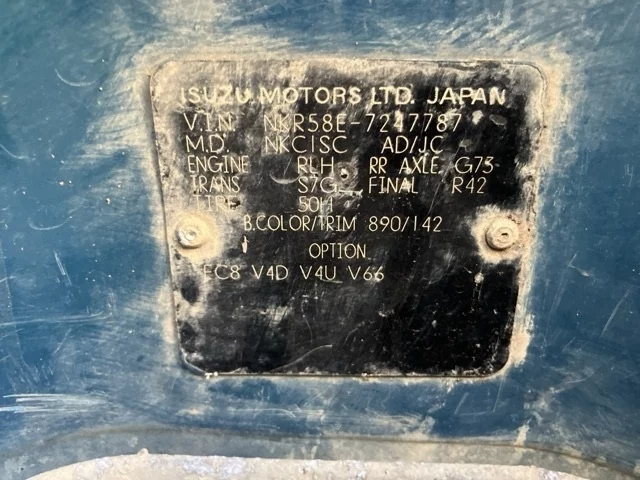 ISUZU MOTORS LTD. JAPAN
V.I.N. NKR58E-7247787
M.D. NKCISC AD/JC
ENGINE RLH RR AXLE G73
TRANS S7G FINAL R42
TIRE 50H
B.COLOR/TRIM 890/142
OPTION
EC8 V4D V4U V66